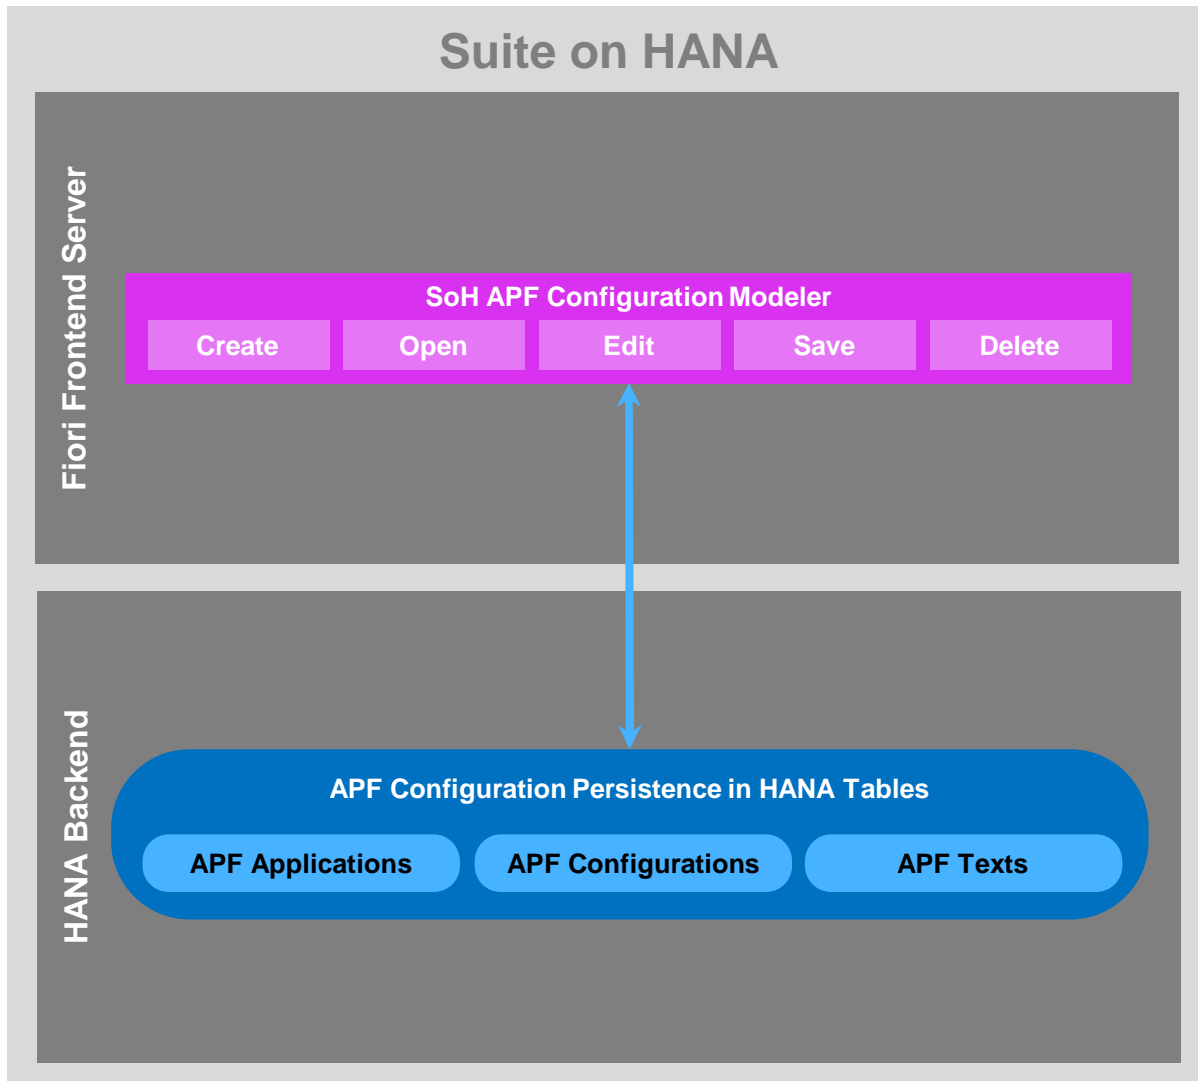 Suite on HANA
Fiori Frontend Server
SoH APF Configuration Modeler
Create
Open
Edit
Save
Delete
HANA Backend
APF Configuration Persistence in HANA Tables
APF Applications
APF Configurations
APF Texts